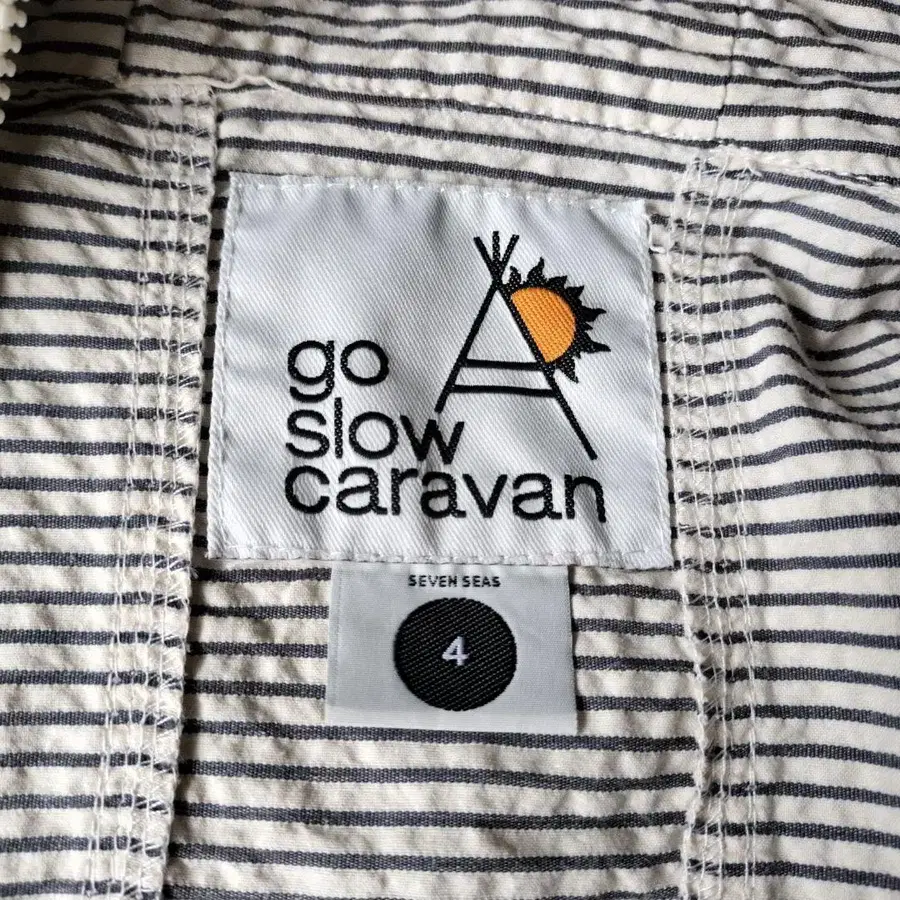 go
slow
caravan
SEVEN SEAS
4